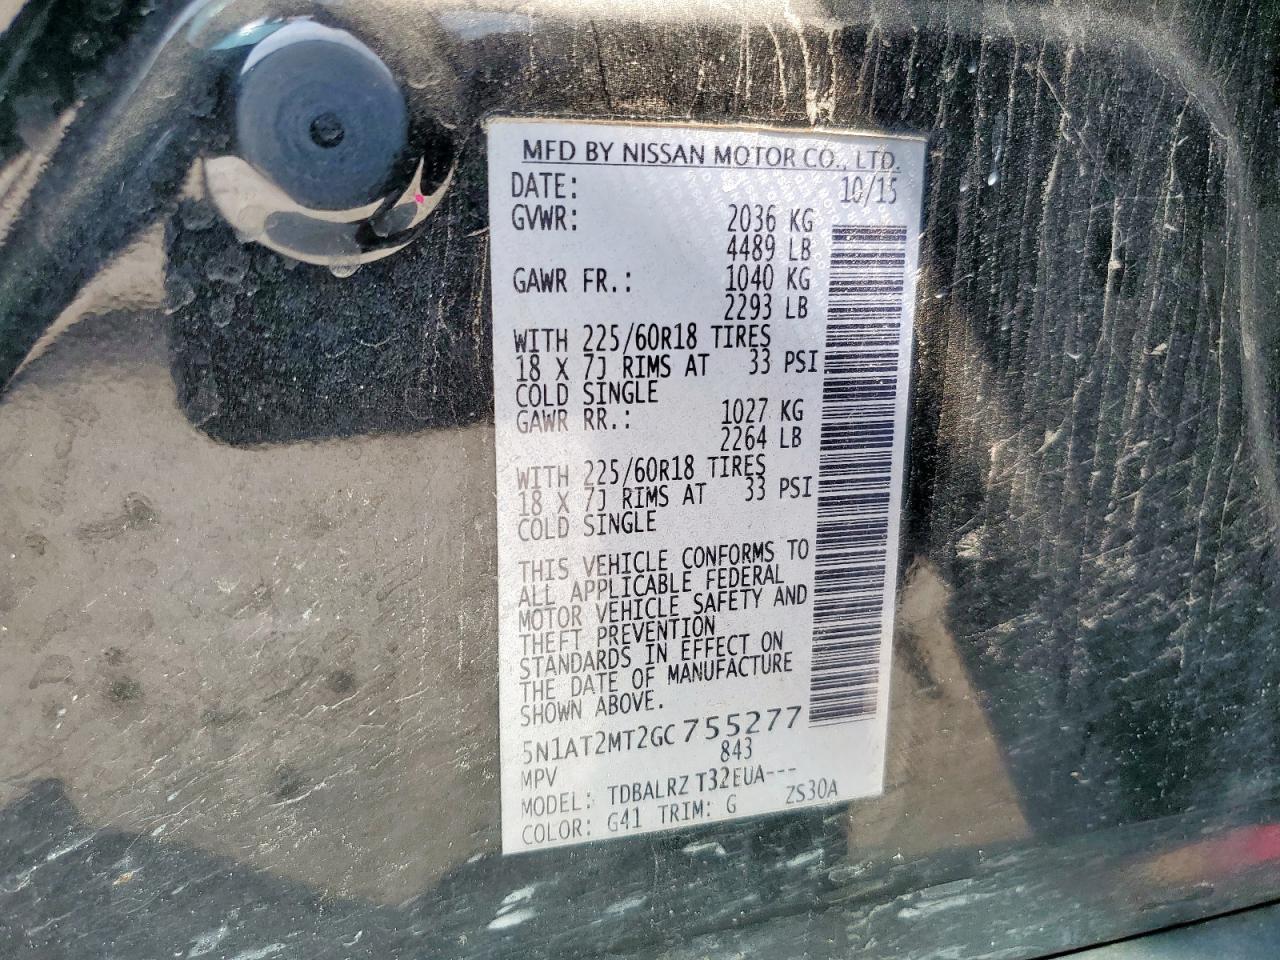 MFD BY NISSAN MOTOR CO., LTD.
DATE: 10/15
GVWR: 2036 KG
4489 LB
GAWR FR.: 1040 KG
2293 LB
WITH 225/60R18 TIRES
18 X 7J RIMS AT 33 PSI
COLD SINGLE
GAWR RR.: 1027 KG
2264 LB
WITH 225/60R18 TIRES
18 X 7J RIMS AT 33 PSI
COLD SINGLE
THIS VEHICLE CONFORMS TO
ALL APPLICABLE FEDERAL
MOTOR VEHICLE SAFETY AND
THEFT PREVENTION
STANDARDS IN EFFECT ON
THE DATE OF MANUFACTURE
SHOWN ABOVE.
5N1AT2MT2GC755277
MPV 843
MODEL: TDBALRZ T32EUA---
COLOR: G41 TRIM: G ZS30A